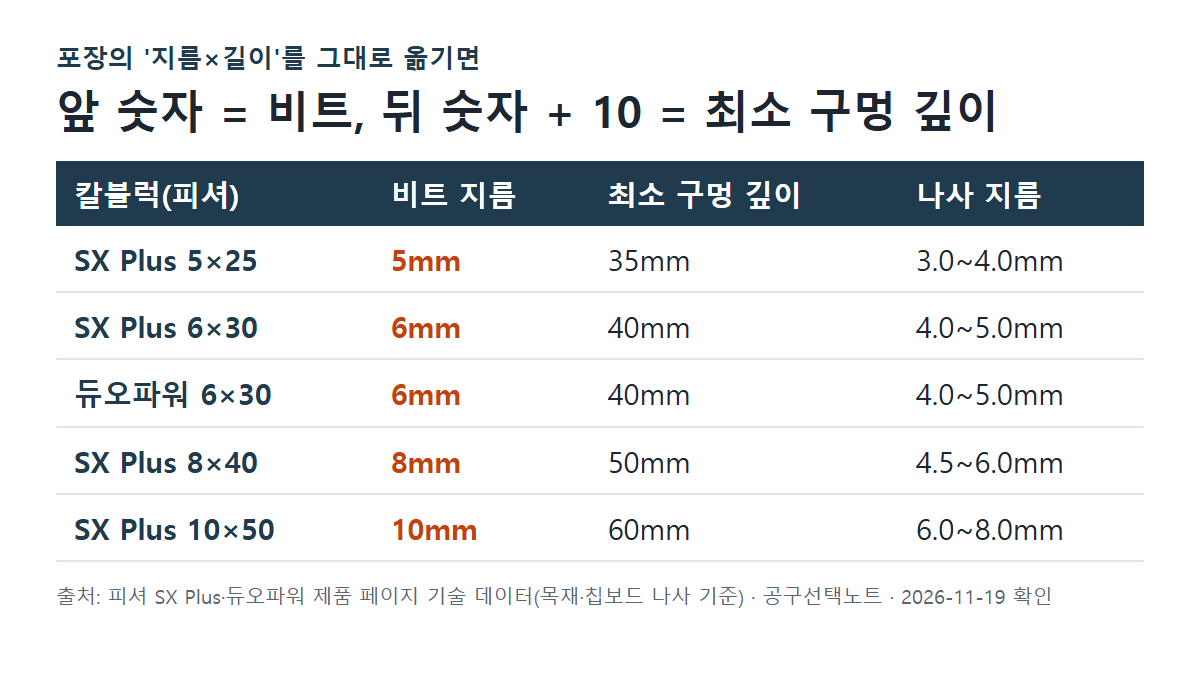 포장의 '지름×길이'를 그대로 옮기면
앞 숫자 = 비트, 뒤 숫자 + 10 = 최소 구멍 깊이
칼블럭(피셔) 비트 지름 최소 구멍 깊이 나사 지름
SX Plus 5×25 5mm 35mm 3.0~4.0mm
SX Plus 6×30 6mm 40mm 4.0~5.0mm
듀오파워 6×30 6mm 40mm 4.0~5.0mm
SX Plus 8×40 8mm 50mm 4.5~6.0mm
SX Plus 10×50 10mm 60mm 6.0~8.0mm
출처: 피셔 SX Plus·듀오파워 제품 페이지 기술 데이터(목재·칩보드 나사 기준) · 공구선택노트 · 2026-11-19 확인